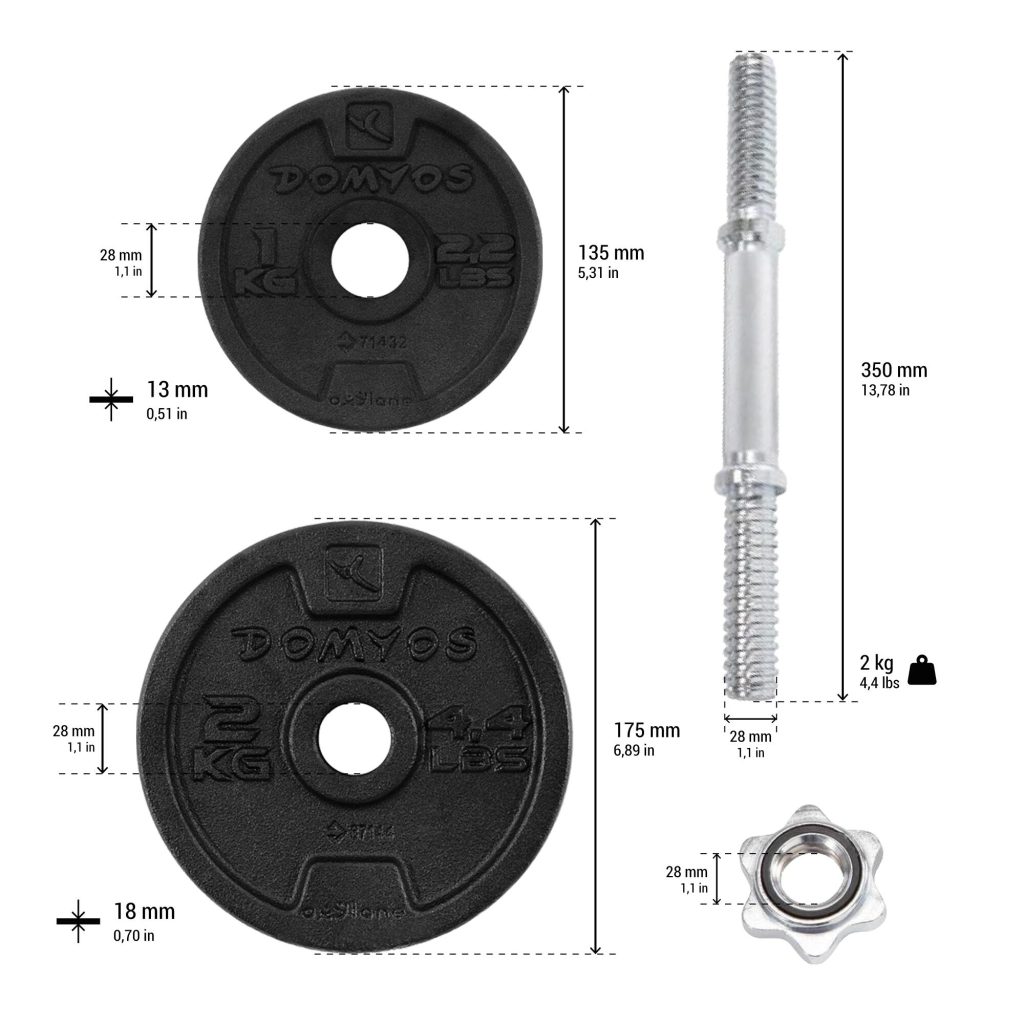 DOMYOS
1
KG
2,2
LBS
71432
oxylane
28 mm
1,1 in
135 mm
5,31 in
13 mm
0,51 in
350 mm
13,78 in
2 kg
4,4 lbs
28 mm
1,1 in
DOMYOS
2
KG
4,4
LBS
oxylane
28 mm
1,1 in
175 mm
6,89 in
18 mm
0,70 in
28 mm
1,1 in